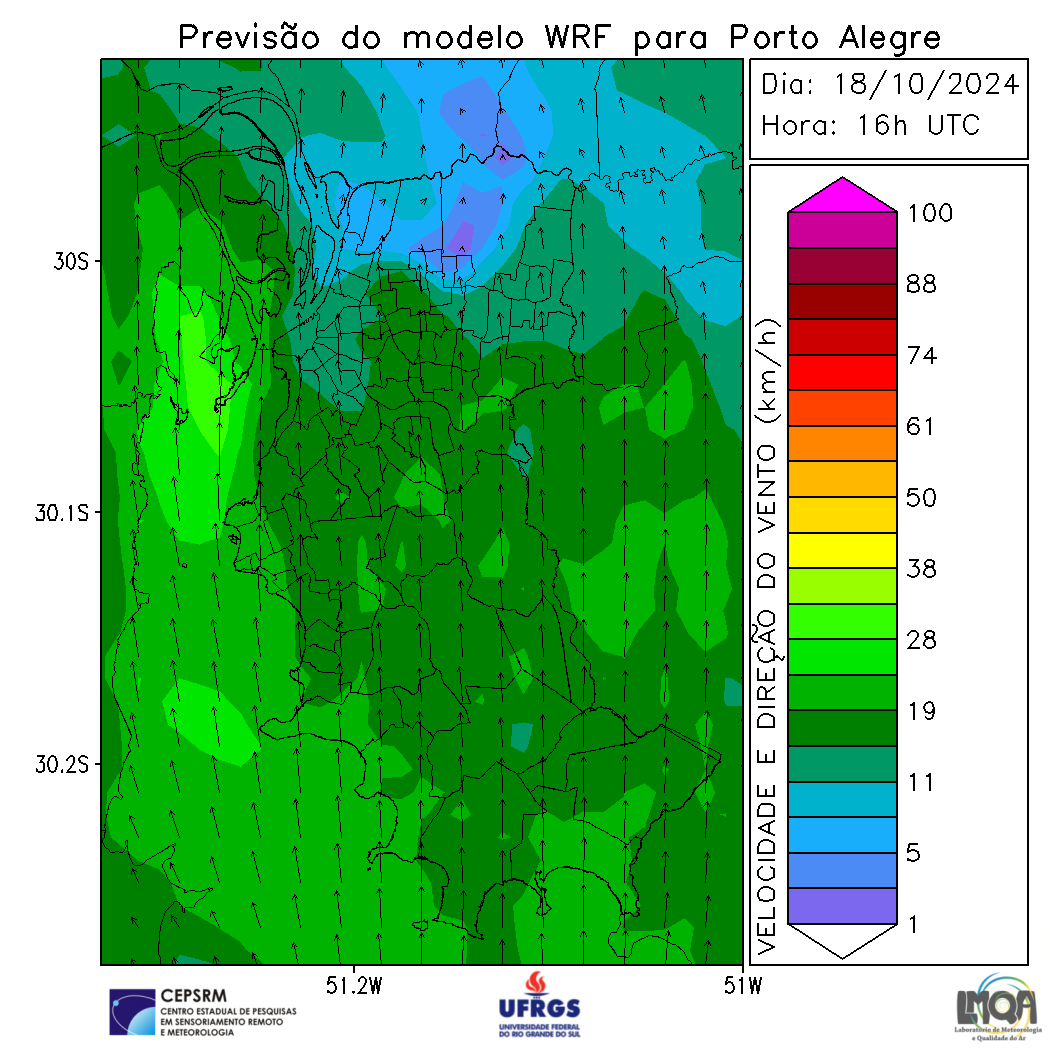 Previsão do modelo WRF para Porto Alegre
Dia: 18/10/2024
Hora: 16h UTC
30S
30.1S
30.2S
51.2W
51W
VELOCIDADE E DIREÇÃO DO VENTO (km/h)
100
88
74
61
50
38
28
19
11
5
1
CEPSRM
CENTRO ESTADUAL DE PESQUISAS
EM SENSORIAMENTO REMOTO
E METEOROLOGIA
UFRGS
UNIVERSIDADE FEDERAL
DO RIO GRANDE DO SUL
LMQA
Laboratório de Meteorologia
e Qualidade do Ar